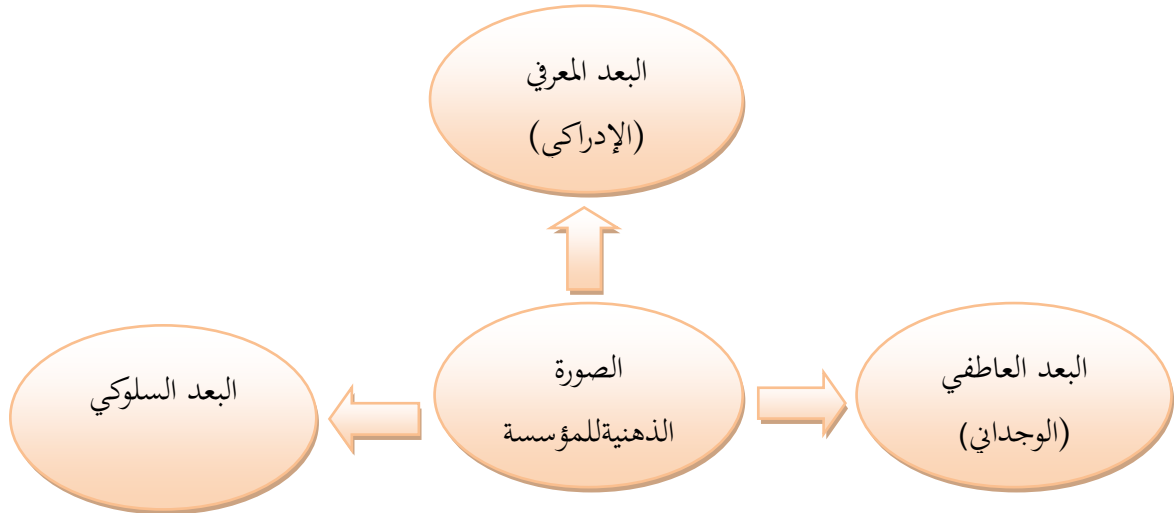 البعد المعرفي
(الإدراكي)
البعد العاطفي
(الوجداني)
الصورة
الذهنيةللمؤسسة
البعد السلوكي